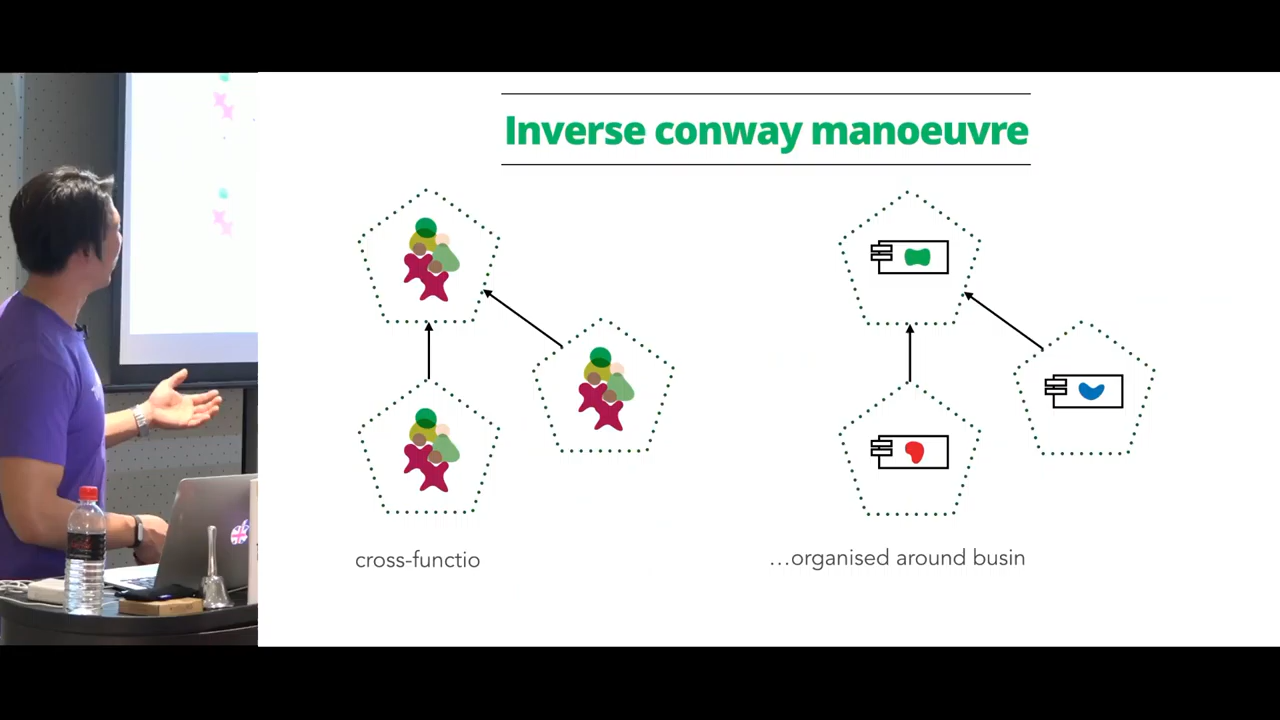 Inverse conway manoeuvre
cross-functio
...organised around busin